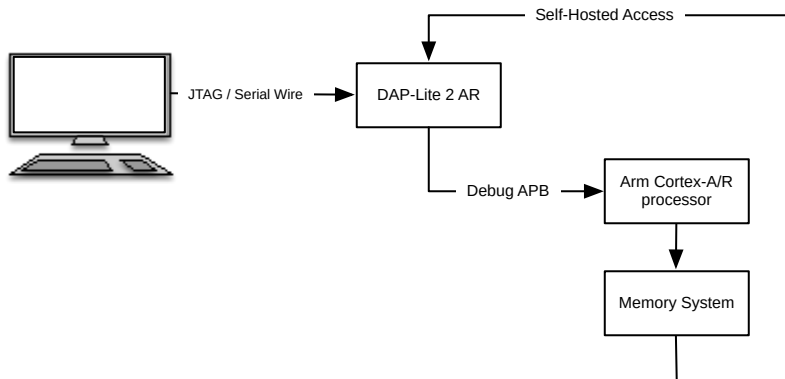 Self-Hosted Access
JTAG / Serial Wire
DAP-Lite 2 AR
Debug APB
Arm Cortex-A/R
processor
Memory System